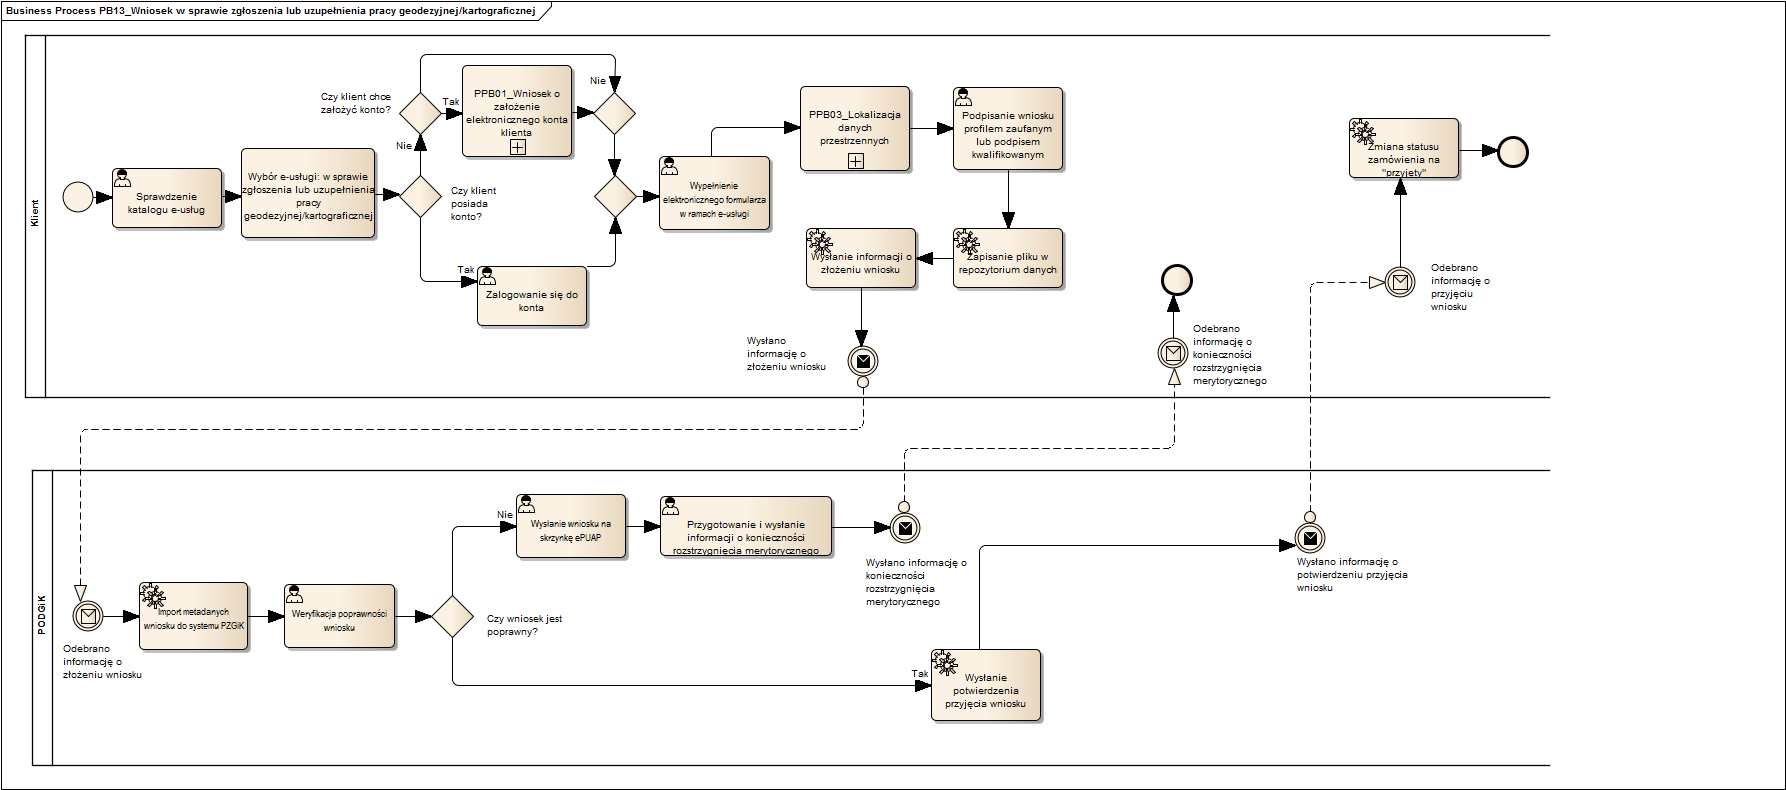 Business Process PB13_Wniosek w sprawie zgłoszenia lub uzupełnienia pracy geodezyjnej/kartograficznej
Klient
Sprawdzenie
katalogu e-usług
Wybór e-usługi: w sprawie
zgłoszenia lub uzupełnienia
pracy
geodezyjnej/kartograficznej
Czy klient chce
założyć konto?
Tak
Nie
Nie
PPB01_Wniosek o
założenie
elektronicznego konta
klienta
Czy klient
posiada
konto?
Tak
Zalogowanie się do
konta
Wypełnienie
elektronicznego formularza
w ramach e-usługi
PPB03_Lokalizacja
danych
przestrzennych
Podpisanie wniosku
profilem zaufanym
lub podpisem
kwalifikowanym
Zapisanie pliku w
repozytorium danych
Wysłanie informacji o
złożeniu wniosku
Wysłano
informację o
złożeniu wniosku
Odebrano
informację o
konieczności
rozstrzygnięcia
merytorycznego
Zmiana statusu
zamówienia na
"przyjęty"
Odebrano
informację o
przyjęciu
wniosku
PODGiK
Odebrano
informację o
złożeniu wniosku
Import metadanych
wniosku do systemu PZGiK
Weryfikacja poprawności
wniosku
Czy wniosek jest
poprawny?
Nie
Wysłanie wniosku na
skrzynkę ePUAP
Przygotowanie i wysłanie
informacji o konieczności
rozstrzygnięcia merytorycznego
Wysłano informację o
konieczności
rozstrzygnięcia
merytorycznego
Tak
Wysłanie
potwierdzenia
przyjęcia wniosku
Wysłano informację o
potwierdzeniu przyjęcia
wniosku